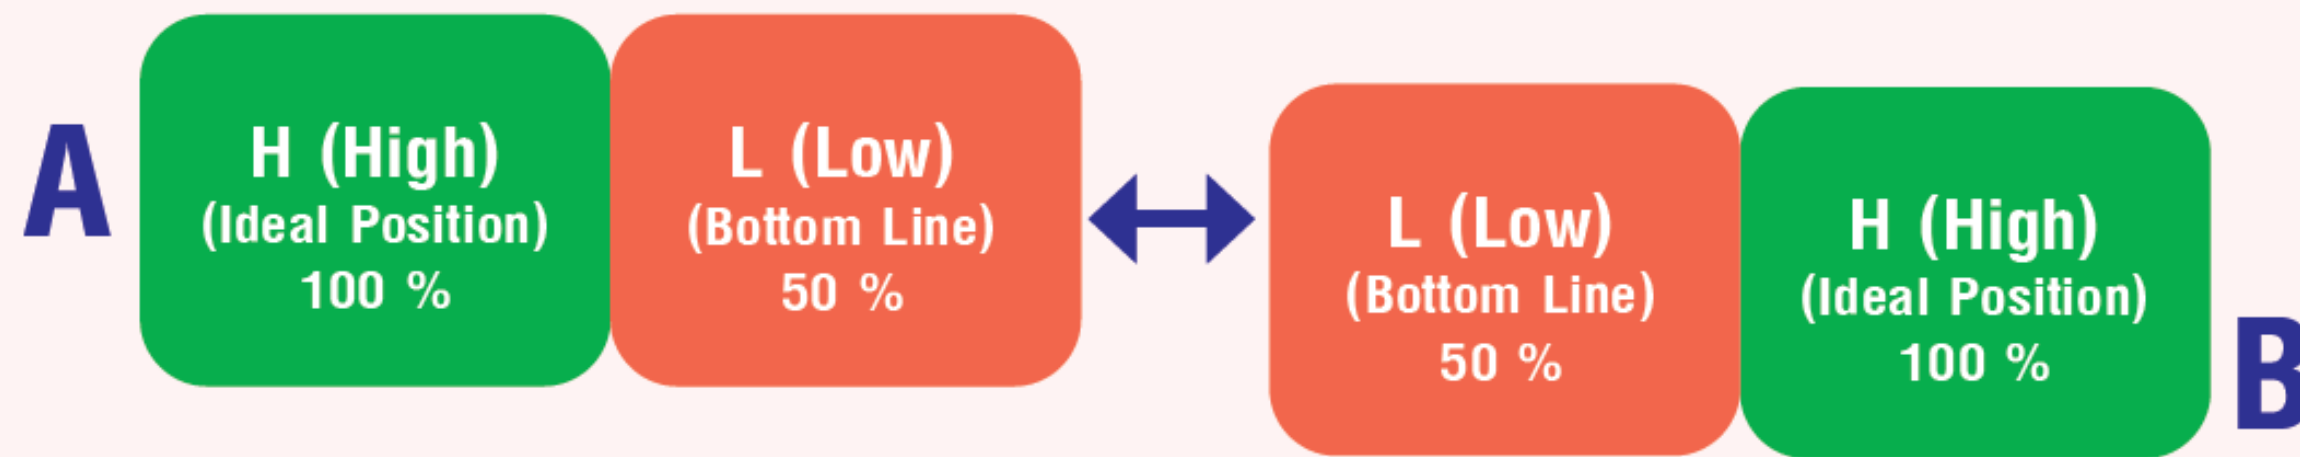 A
H (High)
(Ideal Position)
100 %
L (Low)
(Bottom Line)
50 %
L (Low)
(Bottom Line)
50 %
H (High)
(Ideal Position)
100 %
B